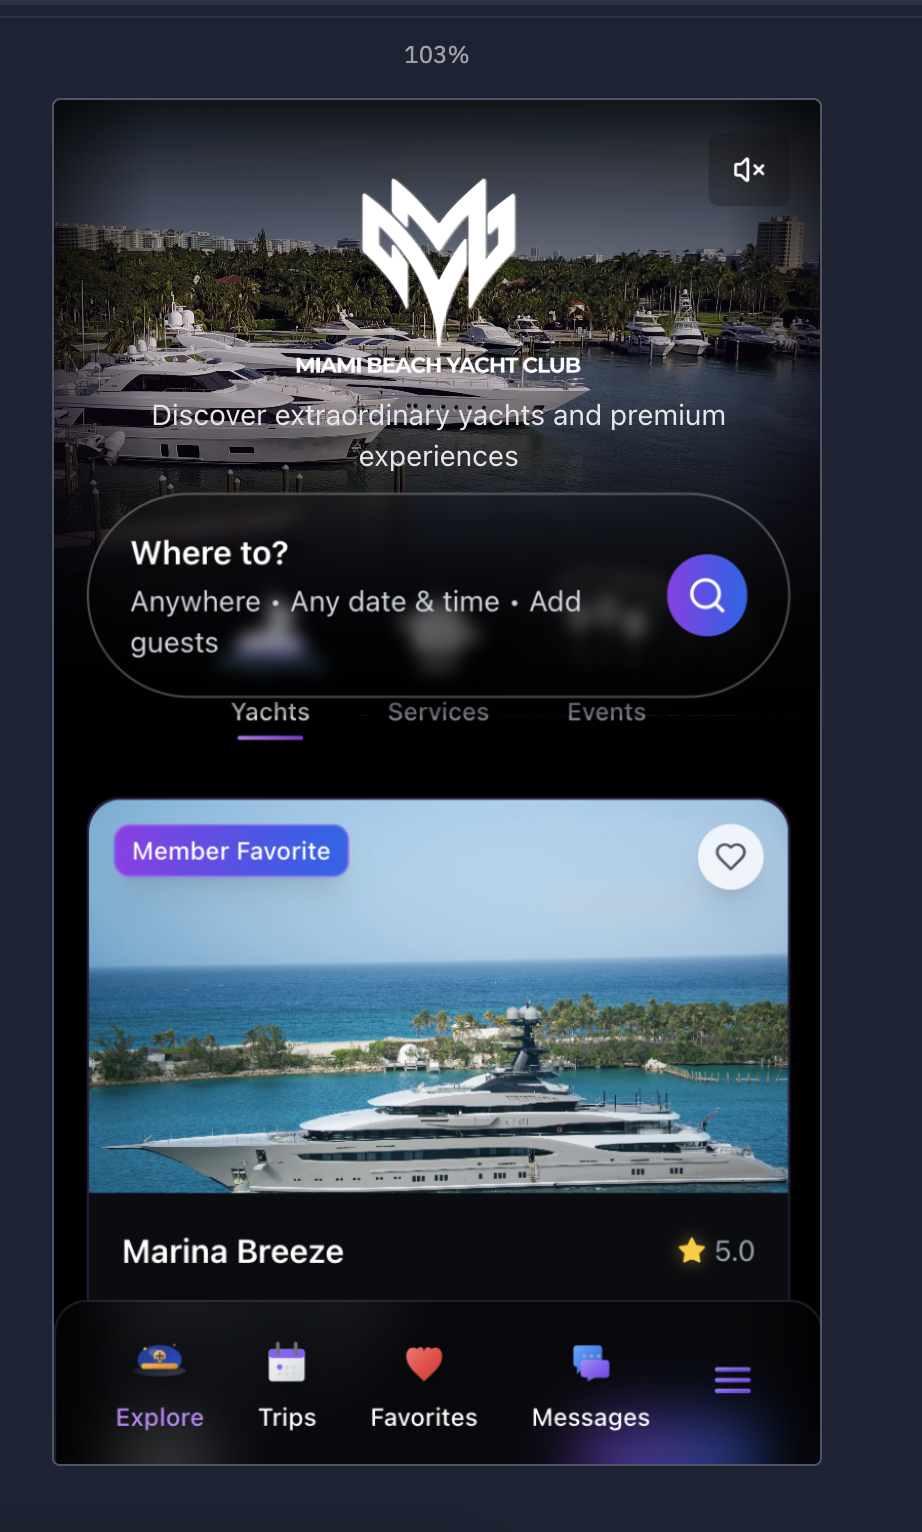 103%
MIAMI BEACH YACHT CLUB
Discover extraordinary yachts and premium
experiences
Where to?
Anywhere • Any date & time • Add
guests
Yachts Services Events
Member Favorite
Marina Breeze 5.0
Explore Trips Favorites Messages